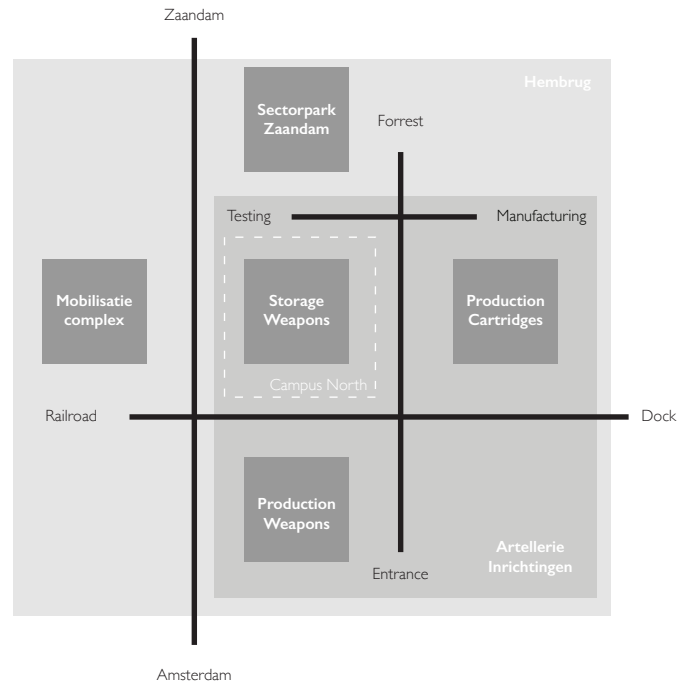 Zaandam
Hembrug
Sectorpark
Zaandam
Forrest
Testing
Manufacturing
Mobilisatie
complex
Storage
Weapons
Production
Cartridges
Campus North
Railroad
Dock
Production
Weapons
Artellerie
Inrichtingen
Entrance
Amsterdam